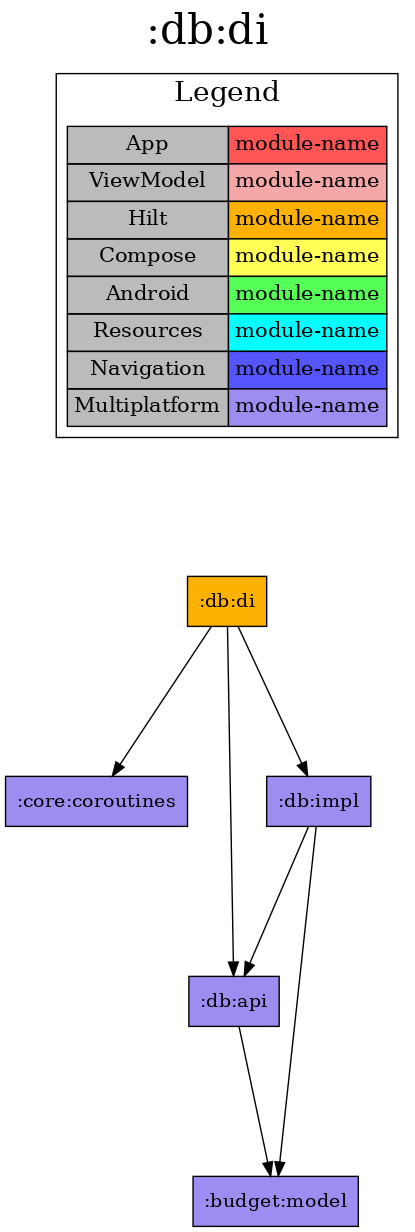 :db:di
Legend
App module-name
ViewModel module-name
Hilt module-name
Compose module-name
Android module-name
Resources module-name
Navigation module-name
Multiplatform module-name
:db:di
:core:coroutines
:db:impl
:db:api
:budget:model